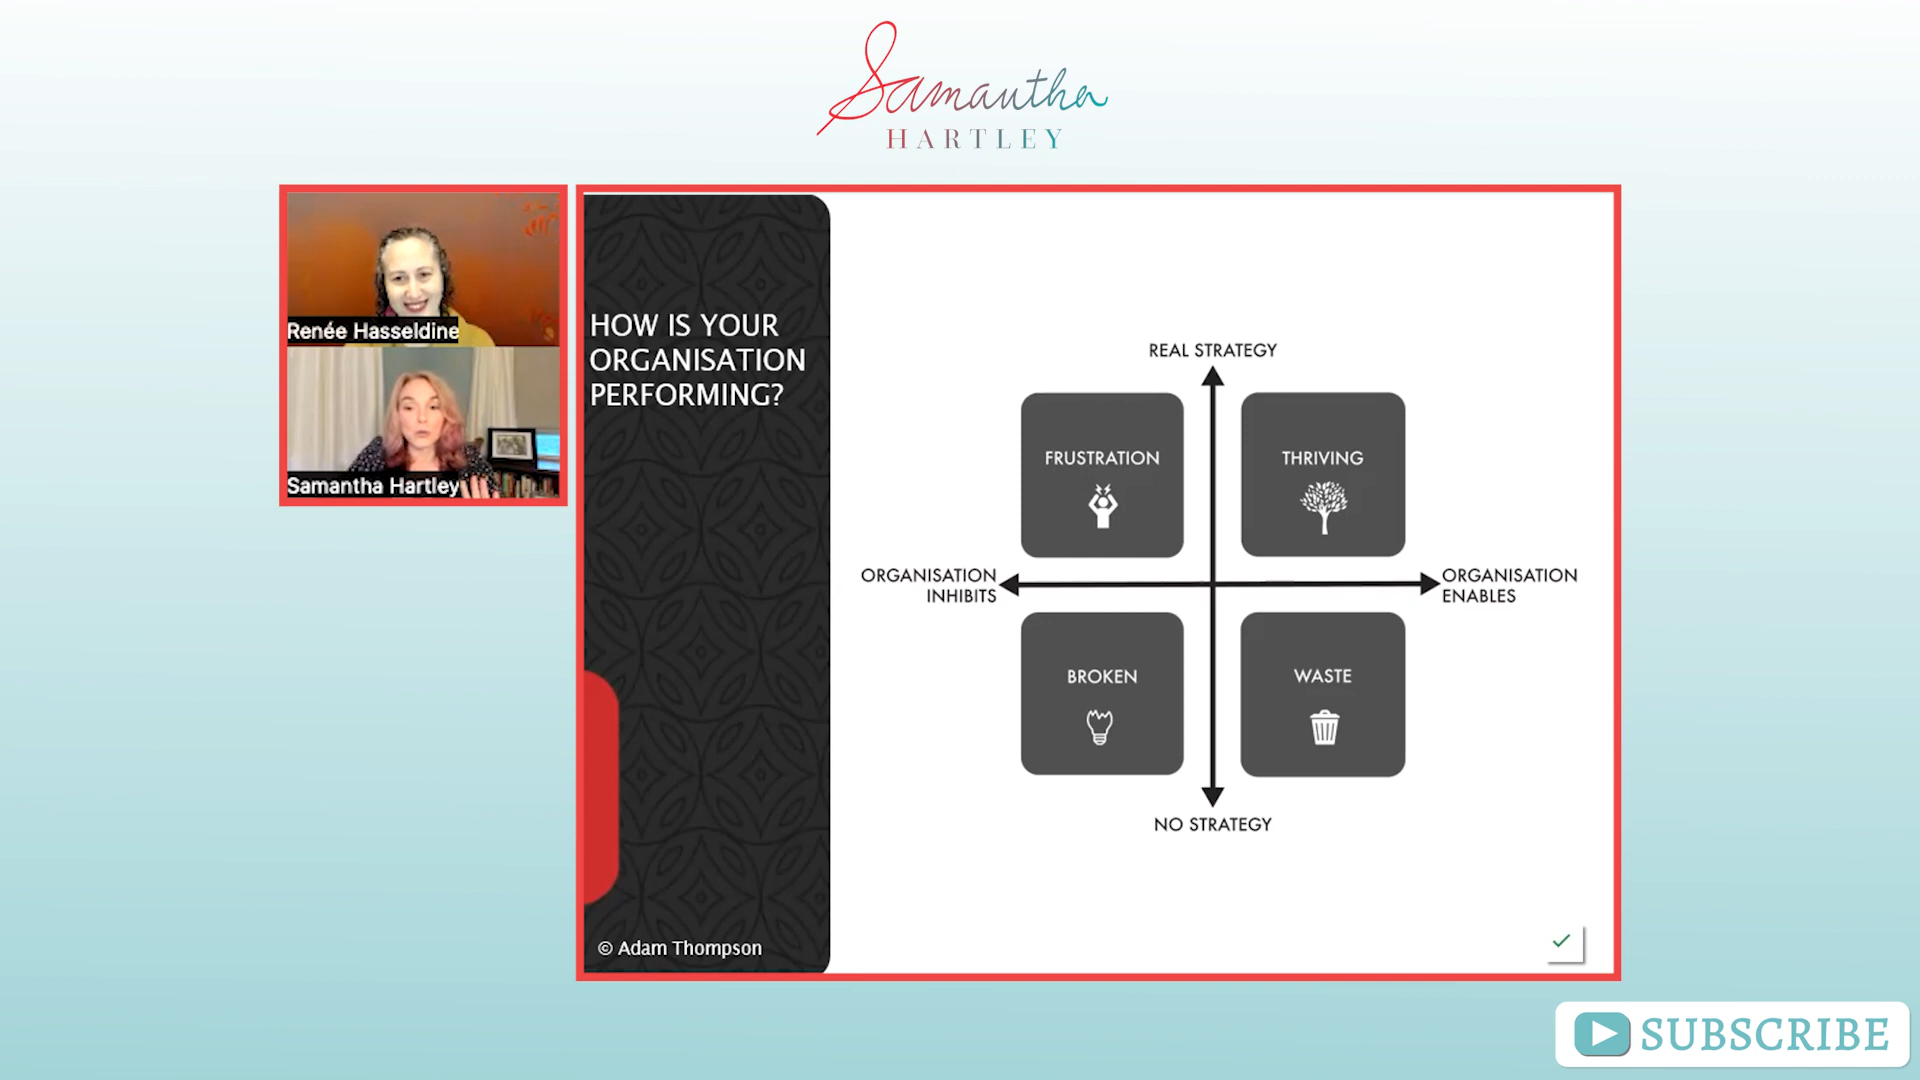 Samantha
HARTLEY
Renée Hasseldine
Samantha Hartley
HOW IS YOUR
ORGANISATION
PERFORMING?
© Adam Thompson
REAL STRATEGY
FRUSTRATION
THRIVING
ORGANISATION
INHIBITS
ORGANISATION
ENABLES
BROKEN
WASTE
NO STRATEGY
SUBSCRIBE